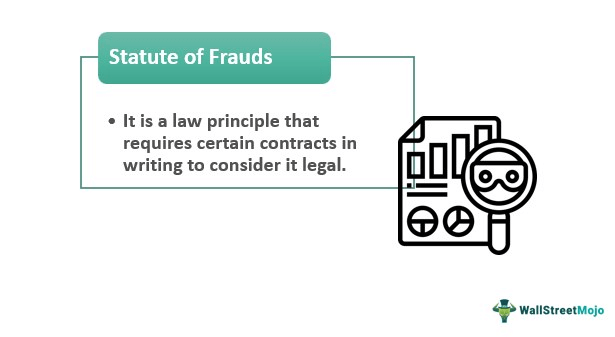 Statute of Frauds
• It is a law principle that
requires certain contracts in
writing to consider it legal.
WallStreetMojo